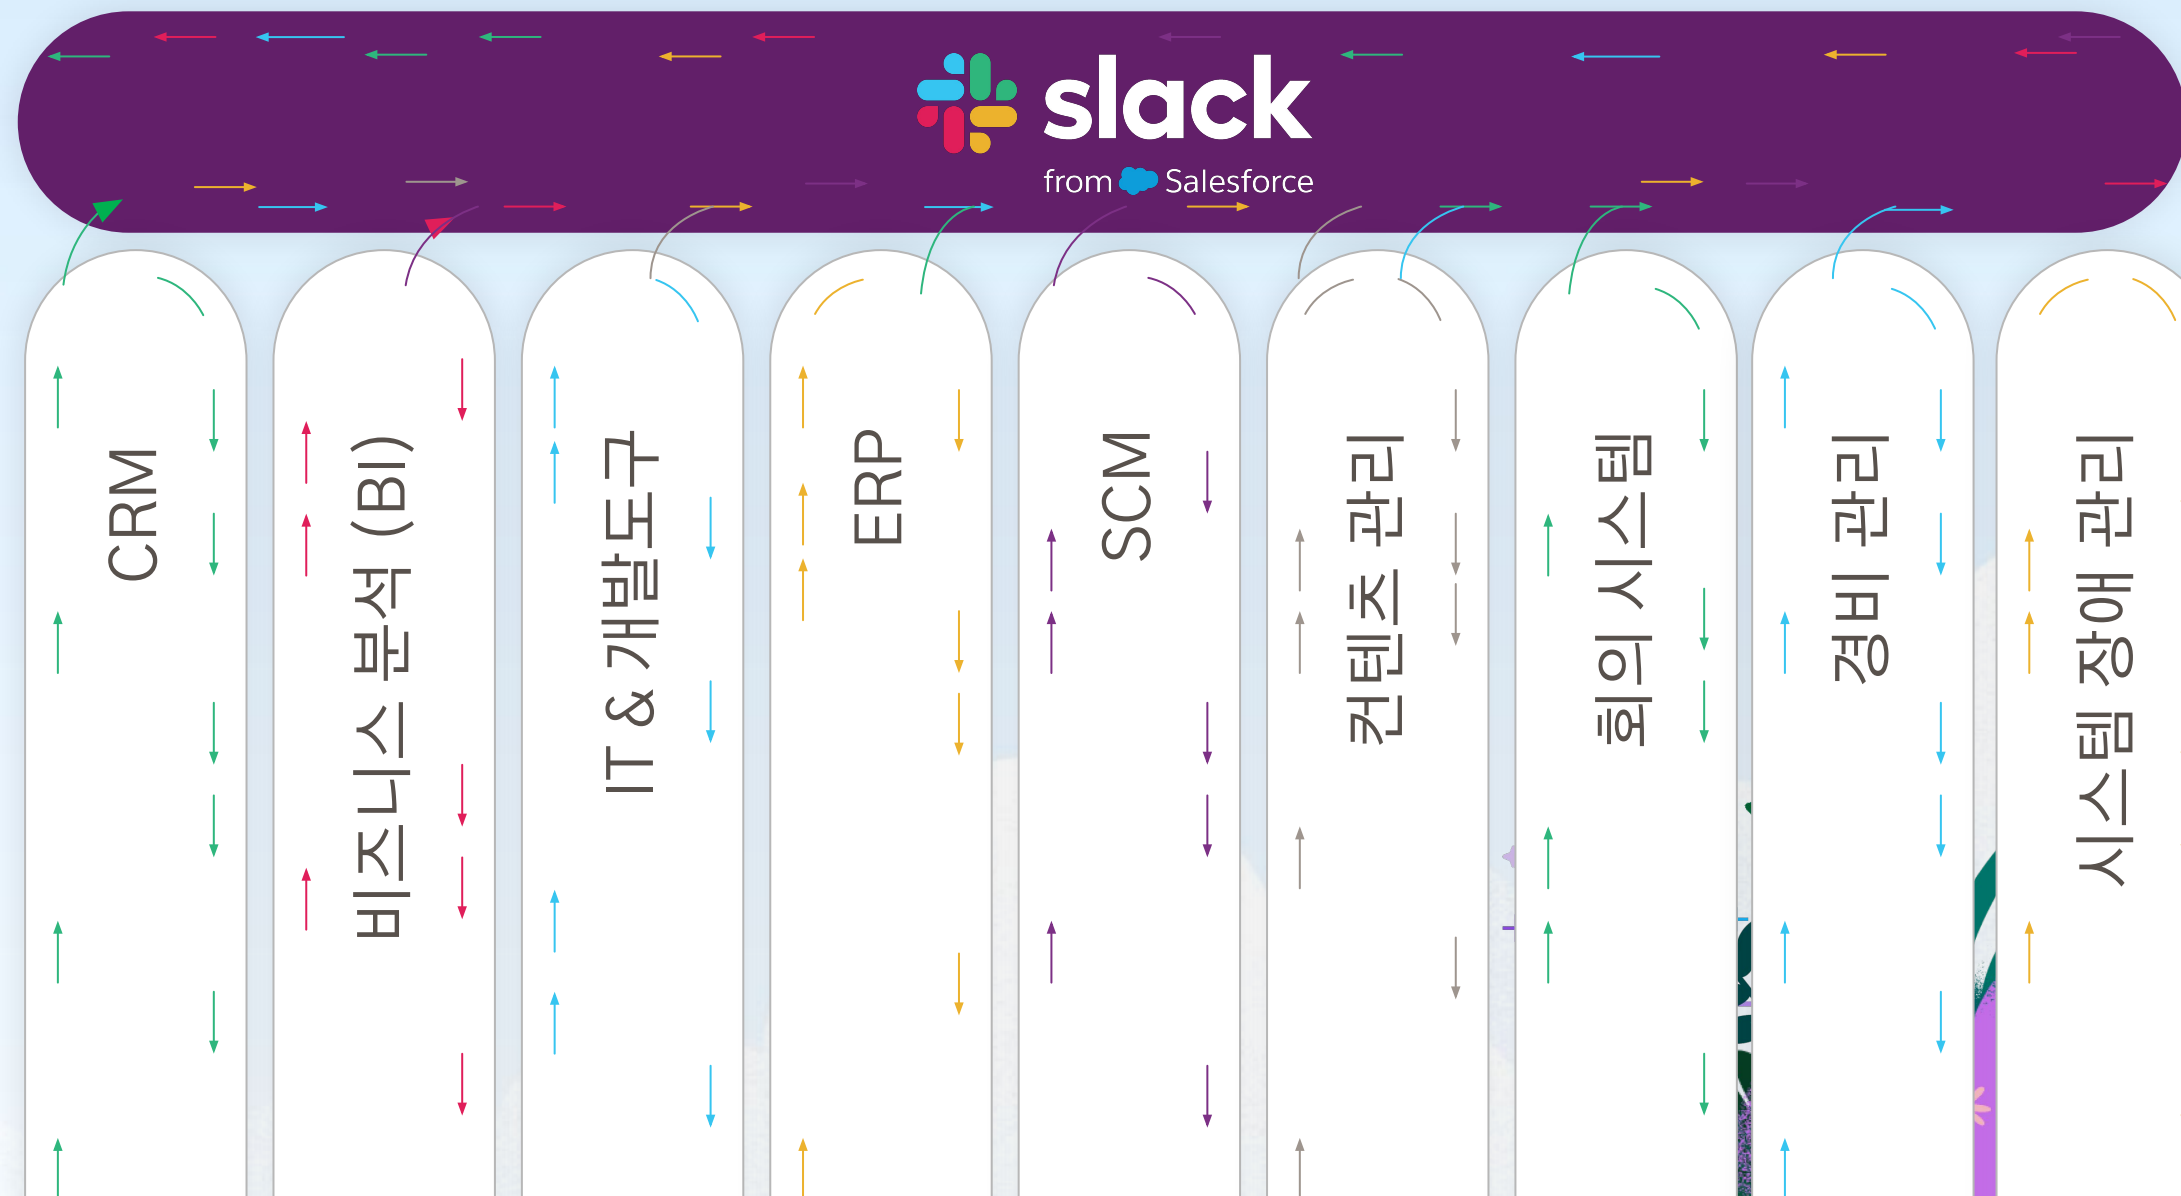 slack
from Salesforce
CRM
비즈니스 분석 (BI)
IT & 개발도구
ERP
SCM
컨텐츠 관리
회의 시스템
경비 관리
시스템 장애 관리